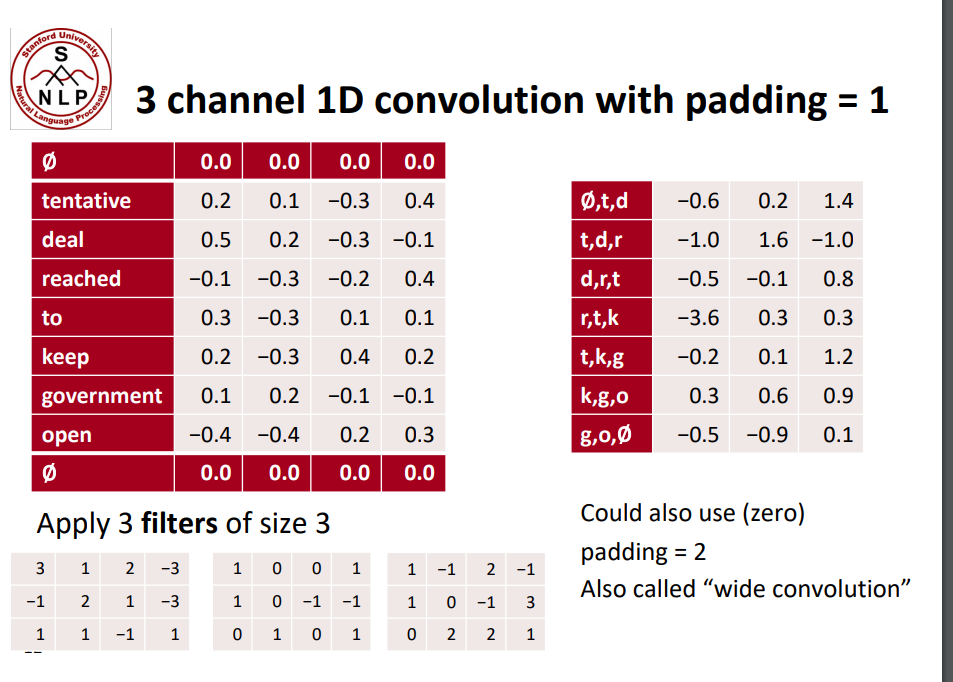 Stanford University
S
NLP
Natural Language Processing
3 channel 1D convolution with padding = 1
Ø 0.0 0.0 0.0 0.0
tentative 0.2 0.1 −0.3 0.4
deal 0.5 0.2 −0.3 −0.1
reached −0.1 −0.3 −0.2 0.4
to 0.3 −0.3 0.1 0.1
keep 0.2 −0.3 0.4 0.2
government 0.1 0.2 −0.1 −0.1
open −0.4 −0.4 0.2 0.3
Ø 0.0 0.0 0.0 0.0
Ø,t,d −0.6 0.2 1.4
t,d,r −1.0 1.6 −1.0
d,r,t −0.5 −0.1 0.8
r,t,k −3.6 0.3 0.3
t,k,g −0.2 0.1 1.2
k,g,o 0.3 0.6 0.9
g,o,Ø −0.5 −0.9 0.1
Apply 3 filters of size 3
3 1 2 −3
−1 2 1 −3
1 1 −1 1
1 0 0 1
1 0 −1 −1
0 1 0 1
1 −1 2 −1
1 0 −1 3
0 2 2 1
Could also use (zero)
padding = 2
Also called “wide convolution”